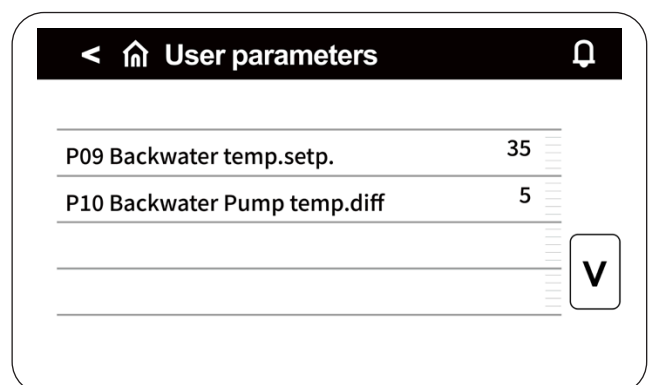 < User parameters
P09 Backwater temp.setp. 35
P10 Backwater Pump temp.diff 5
V